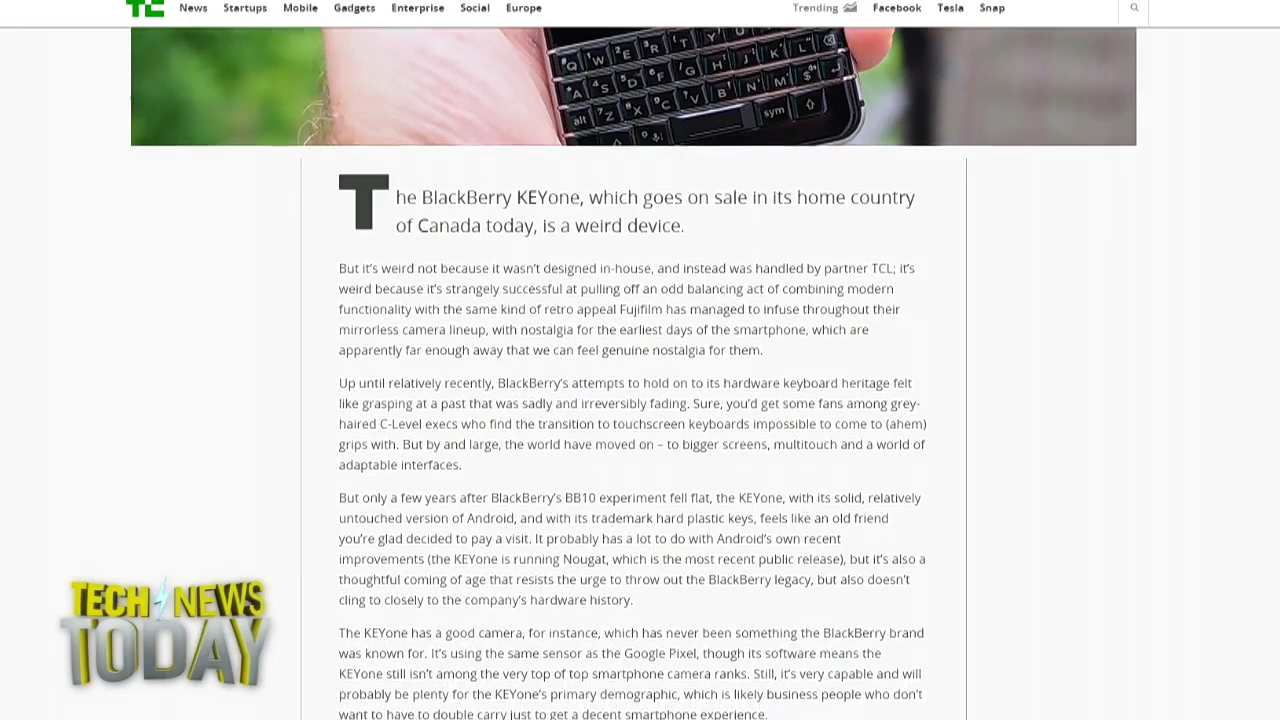 TC News Startups Mobile Gadgets Enterprise Social Europe Trending Facebook Tesla Snap
The BlackBerry KEYone, which goes on sale in its home country
of Canada today, is a weird device.
But it's weird not because it wasn't designed in-house, and instead was handled by partner TCL; it's
weird because it's strangely successful at pulling off an odd balancing act of combining modern
functionality with the same kind of retro appeal Fujifilm has managed to infuse throughout their
mirrorless camera lineup, with nostalgia for the earliest days of the smartphone, which are
apparently far enough away that we can feel genuine nostalgia for them.
Up until relatively recently, BlackBerry's attempts to hold on to its hardware keyboard heritage felt
like grasping at a past that was sadly and irreversibly fading. Sure, you'd get some fans among grey-
haired C-Level execs who find the transition to touchscreen keyboards impossible to come to (ahem)
grips with. But by and large, the world have moved on – to bigger screens, multitouch and a world of
adaptable interfaces.
But only a few years after BlackBerry's BB10 experiment fell flat, the KEYone, with its solid, relatively
untouched version of Android, and with its trademark hard plastic keys, feels like an old friend
you're glad decided to pay a visit. It probably has a lot to do with Android's own recent
improvements (the KEYone is running Nougat, which is the most recent public release), but it's also a
thoughtful coming of age that resists the urge to throw out the BlackBerry legacy, but also doesn't
cling to closely to the company's hardware history.
The KEYone has a good camera, for instance, which has never been something the BlackBerry brand
was known for. It's using the same sensor as the Google Pixel, though its software means the
KEYone still isn't among the very top of top smartphone camera ranks. Still, it's very capable and will
probably be plenty for the KEYone's primary demographic, which is likely business people who don't
want to have to double carry just to get a decent smartphone experience.
TECH NEWS
TODAY